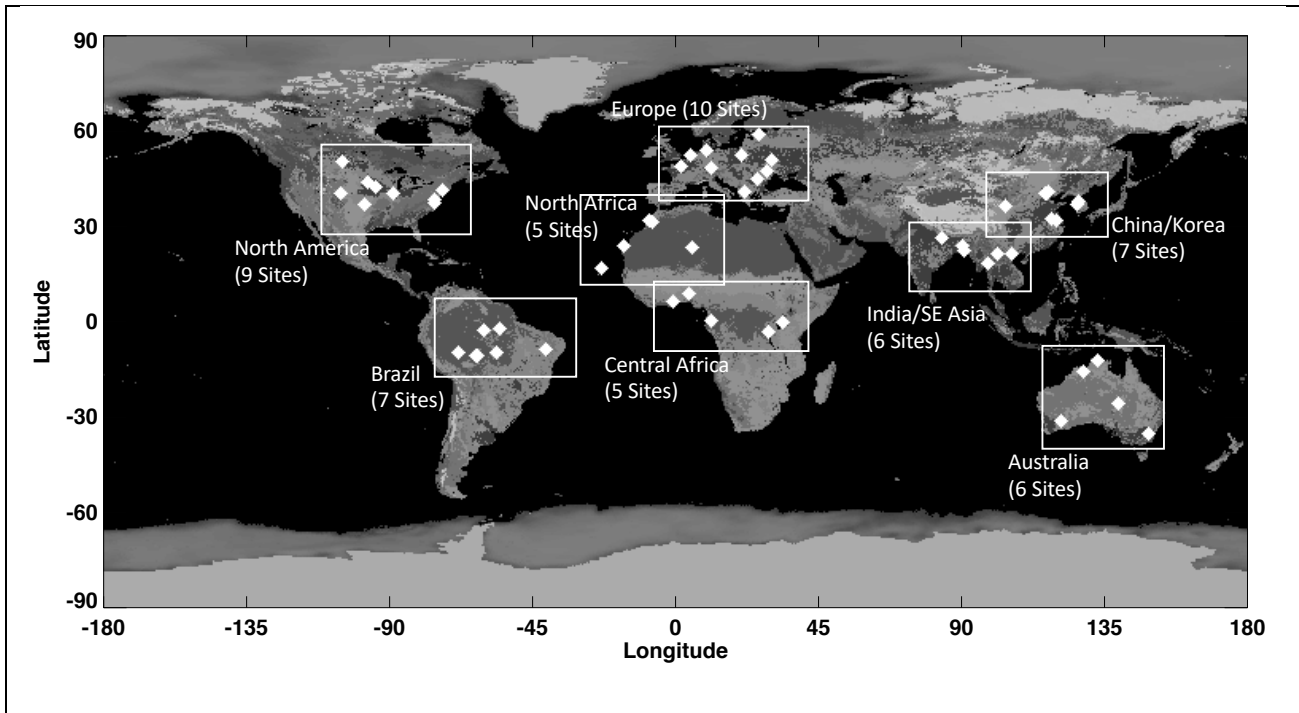 90
60
30
0
-30
-60
-90
Latitude
Europe (10 Sites)
North Africa
(5 Sites)
China/Korea
(7 Sites)
North America
(9 Sites)
India/SE Asia
(6 Sites)
Central Africa
(5 Sites)
Brazil
(7 Sites)
Australia
(6 Sites)
-180 -135 -90 -45 0 45 90 135 180
Longitude